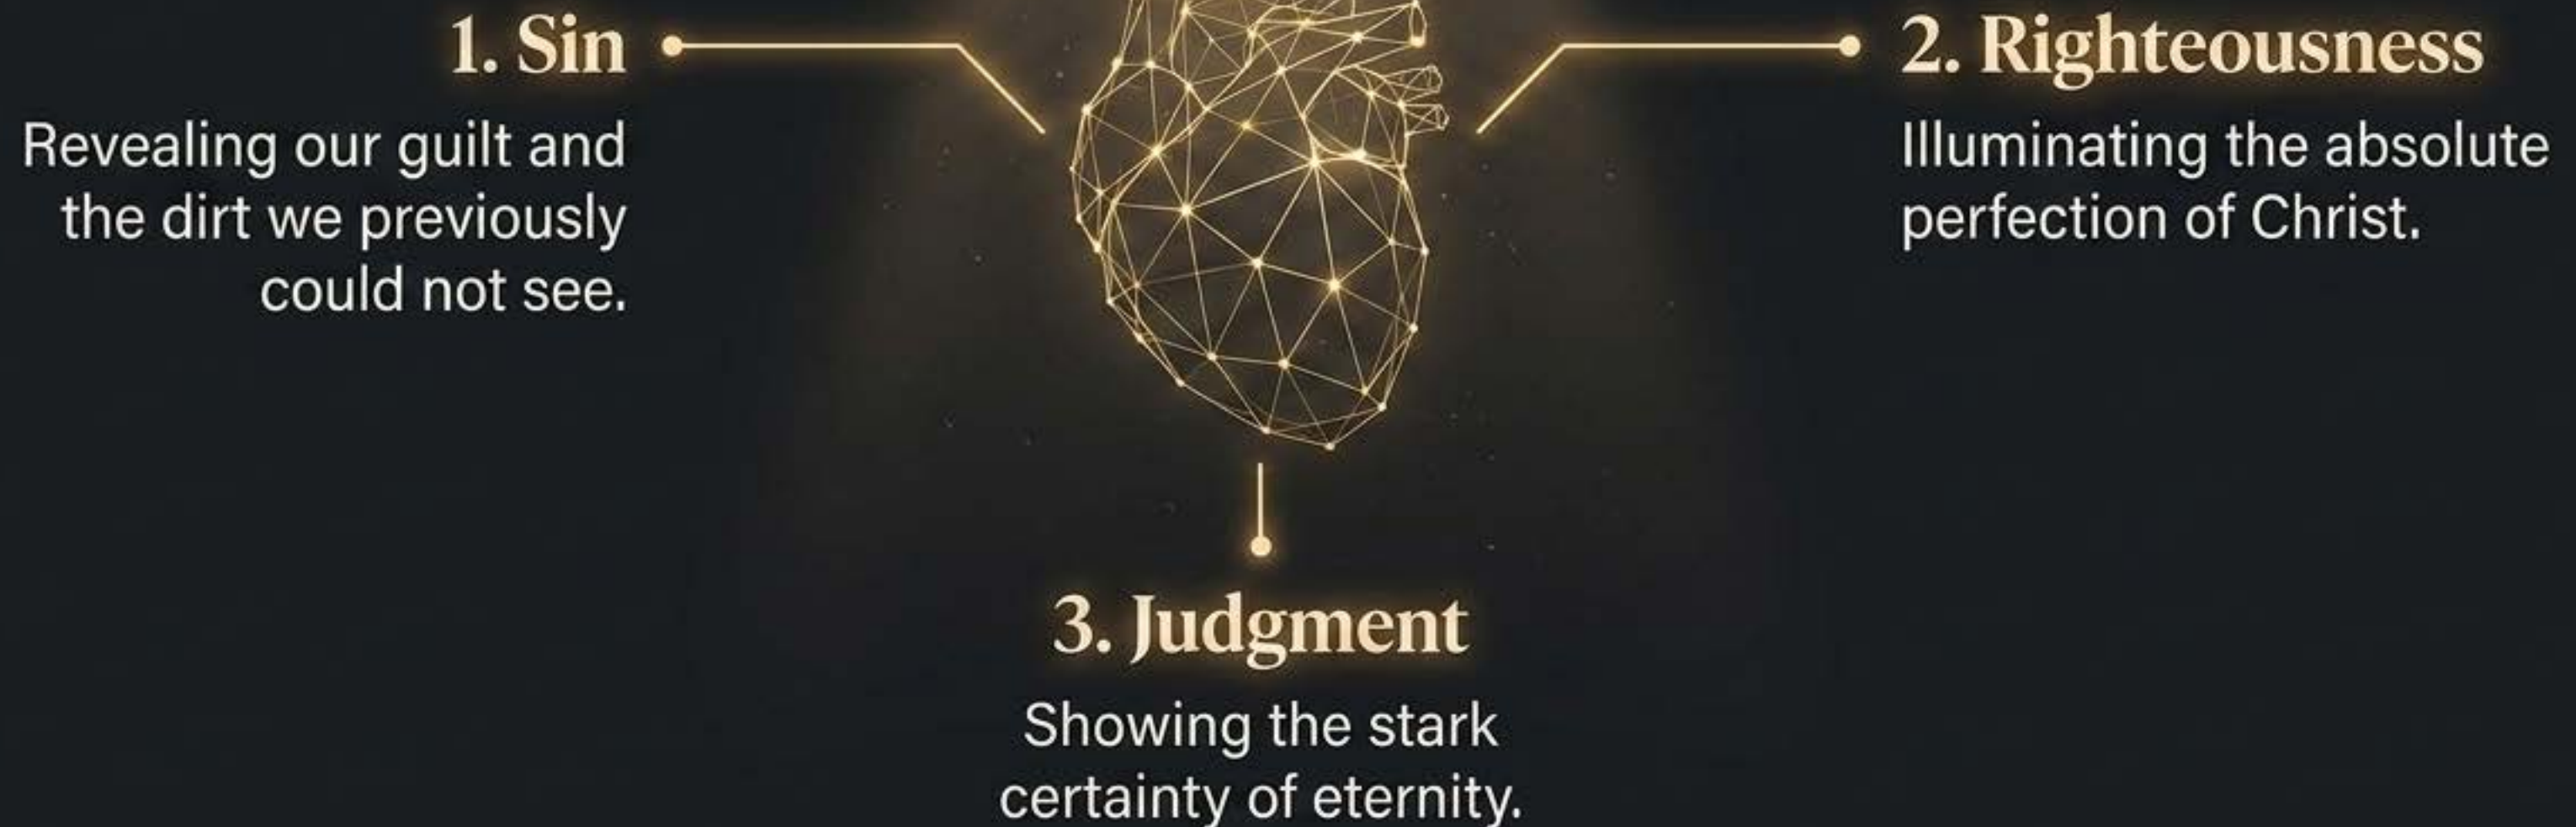 1. Sin
Revealing our guilt and
the dirt we previously
could not see.
2. Righteousness
Illuminating the absolute
perfection of Christ.
3. Judgment
Showing the stark
certainty of eternity.